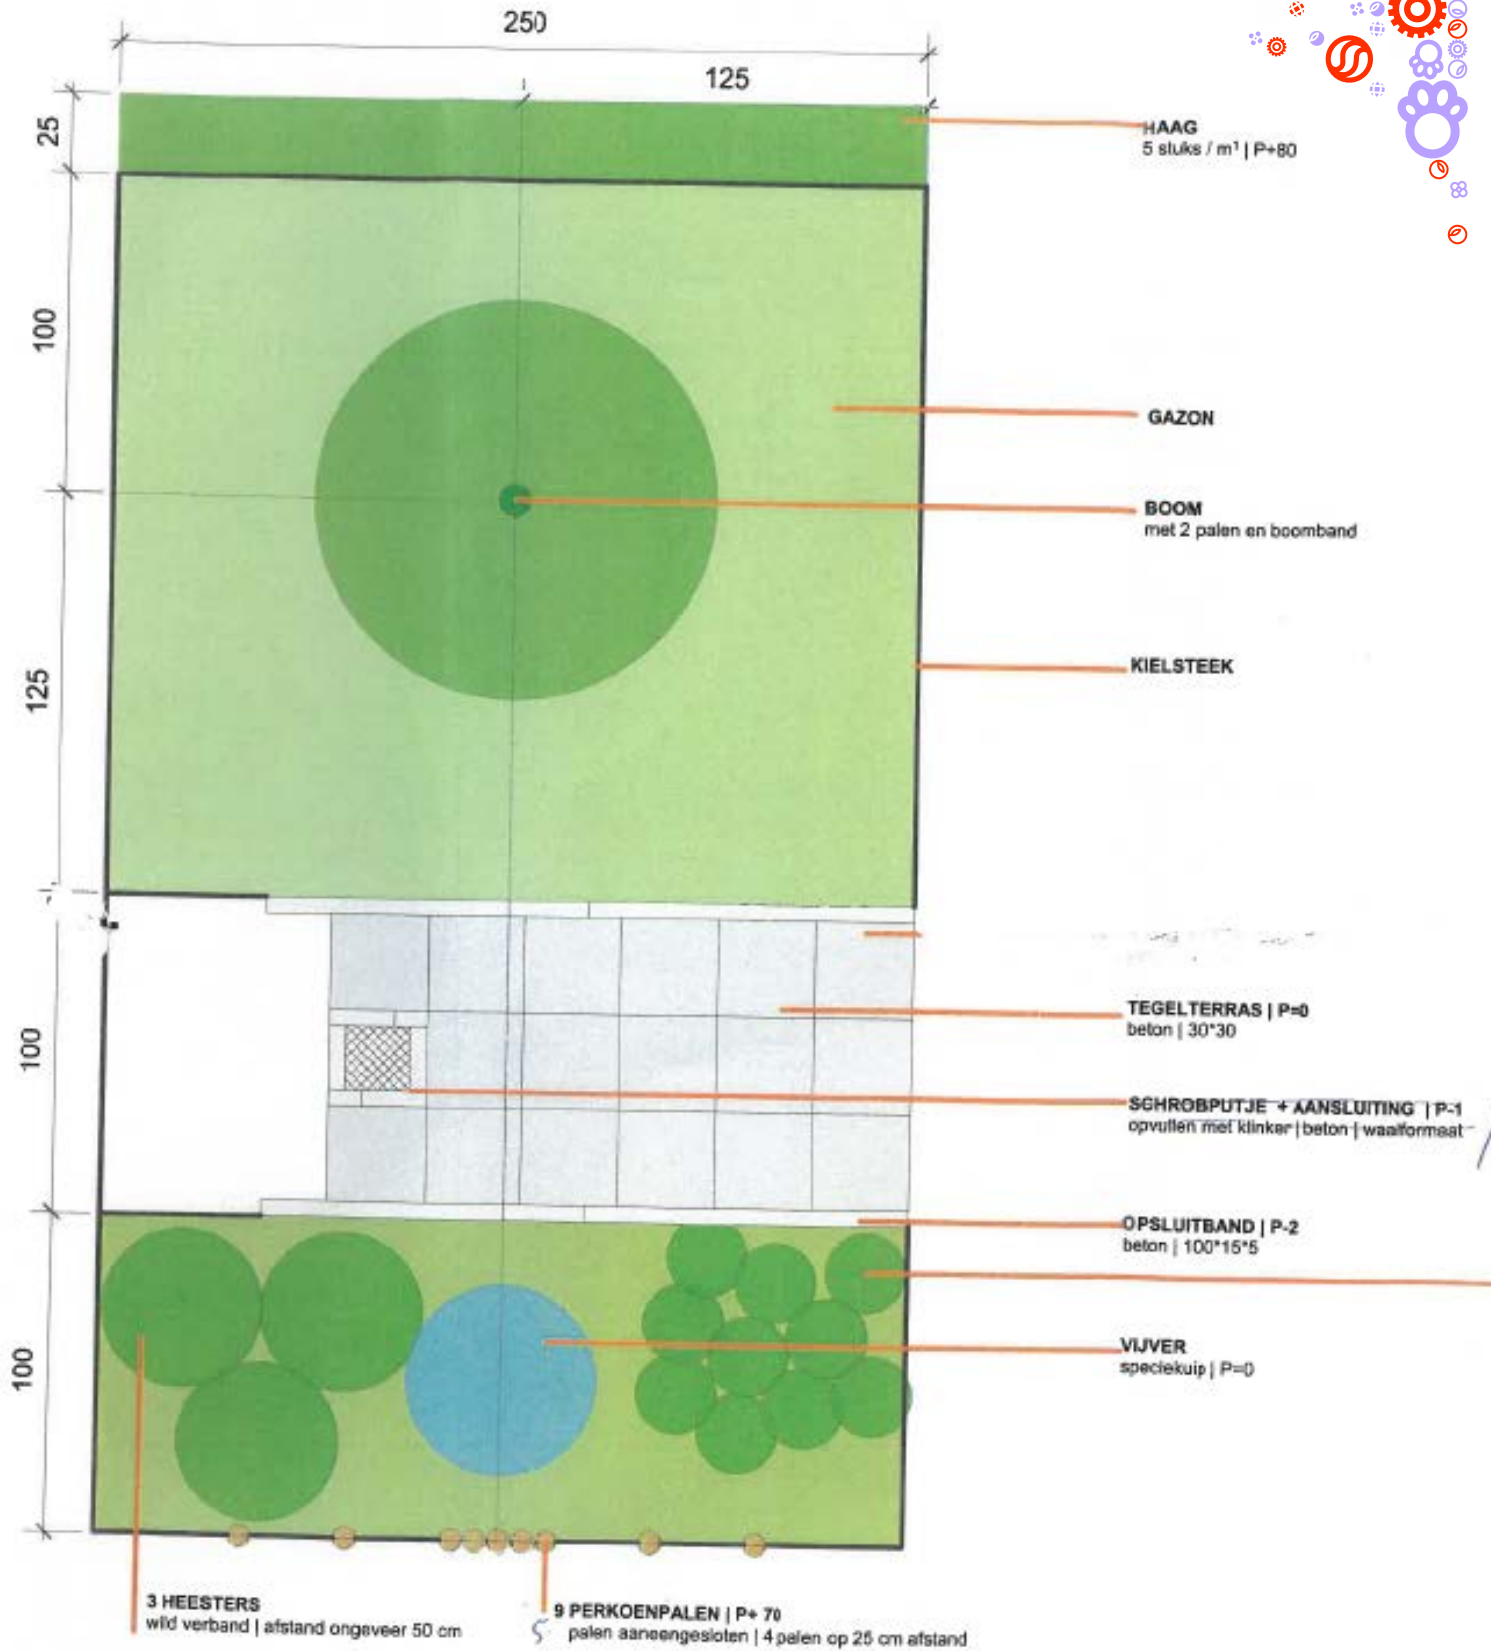 250
125
25
HAAG
5 stuks / m¹ | P+80
100
GAZON
BOOM
met 2 palen en boomband
125
KIELSTEEK
100
TEGELTERRAS | P=0
beton | 30*30
SCHROBPUTJE + AANSLUITING | P-1
opvullen met klinker | beton | waalformaat
OPSLUITBAND | P-2
beton | 100*15*5
100
VIJVER
speciekuip | P=0
3 HEESTERS
wild verband | afstand ongeveer 50 cm
9 PERKOENPALEN | P+ 70
5 palen aaneengesloten | 4 palen op 25 cm afstand